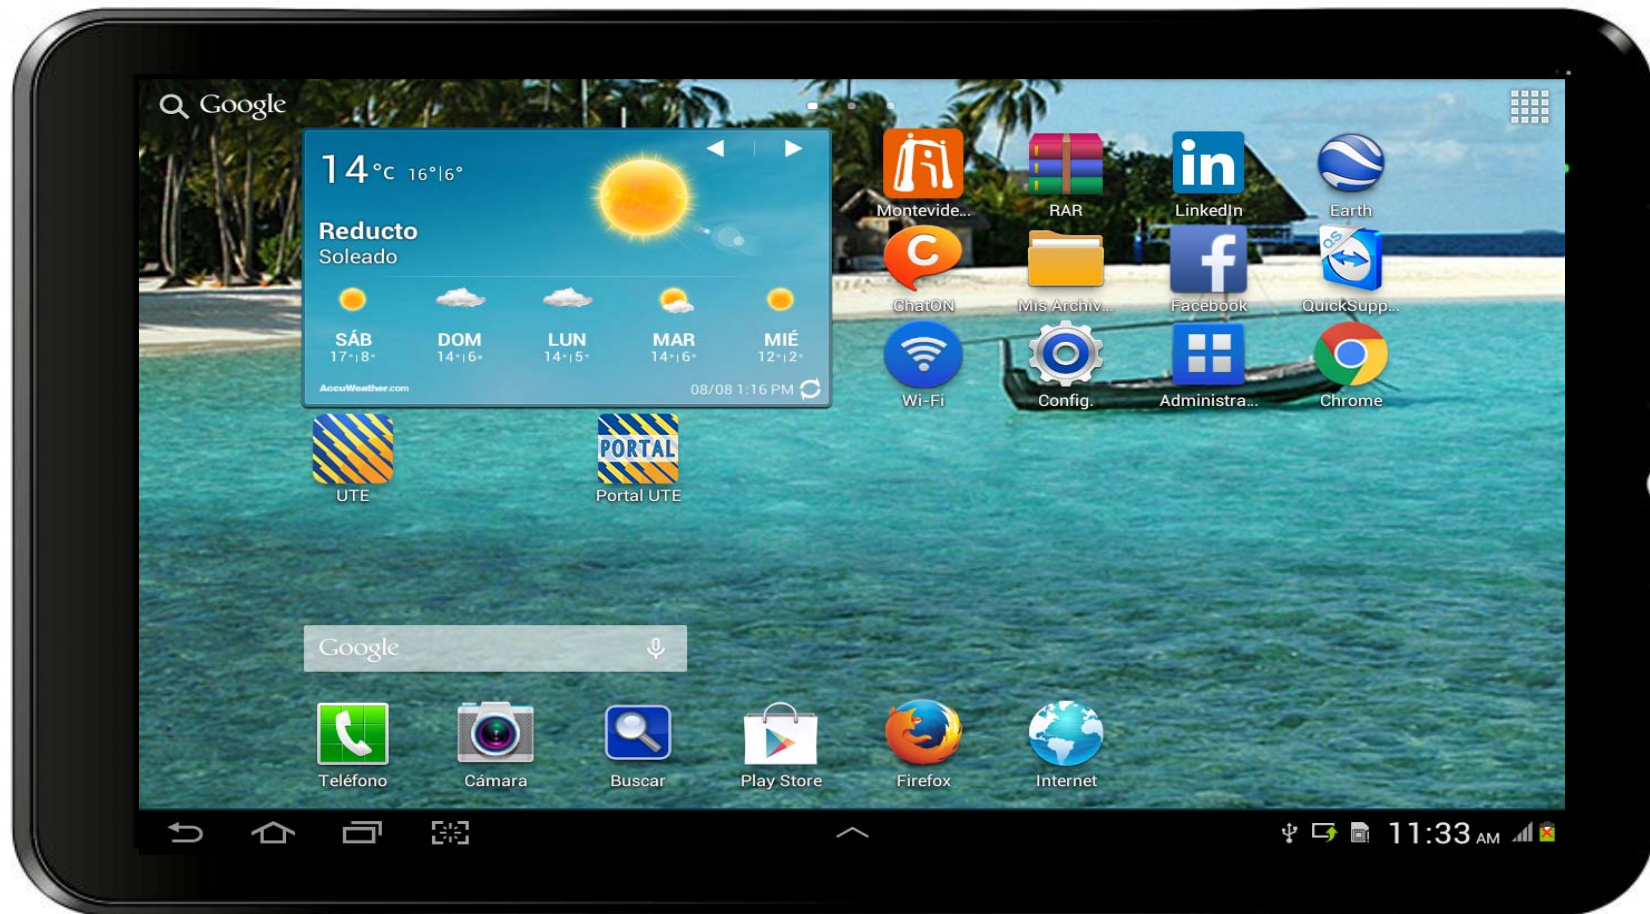 Google
14°C 16°|6°
Reducto
Soleado
SÁB DOM LUN MAR MIÉ
17°|8° 14°|6° 14°|5° 14°|6° 12°|2°
AccuWeather.com 08/08 1:16 PM
in
Montevide... RAR LinkedIn Earth
C f QS
ChatON Mis Archiv... Facebook QuickSupp...
Wi-Fi Config. Administra... Chrome
PORTAL
UTE Portal UTE
Google
Teléfono Cámara Buscar Play Store Firefox Internet
11:33 AM